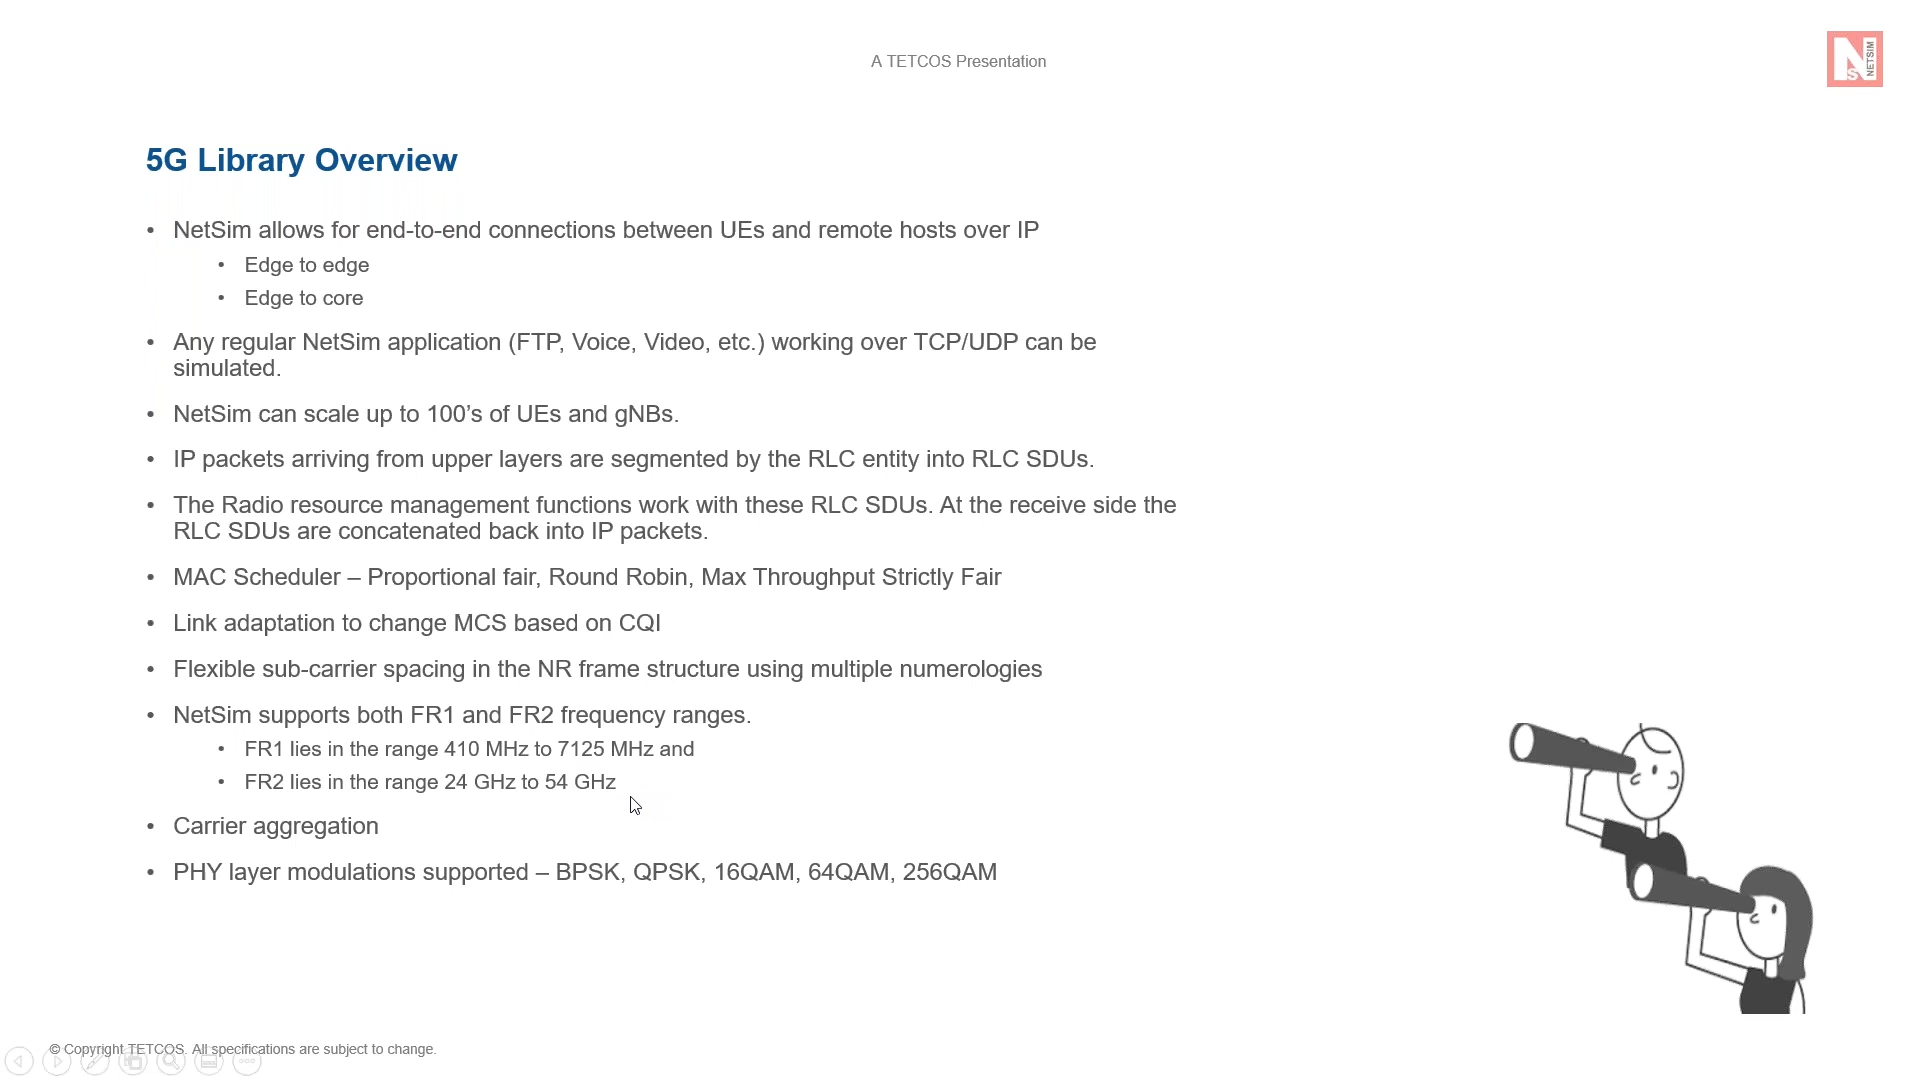 A TETCOS Presentation
NS NETSIM
5G Library Overview
• NetSim allows for end-to-end connections between UEs and remote hosts over IP
• Edge to edge
• Edge to core
• Any regular NetSim application (FTP, Voice, Video, etc.) working over TCP/UDP can be
simulated.
• NetSim can scale up to 100’s of UEs and gNBs.
• IP packets arriving from upper layers are segmented by the RLC entity into RLC SDUs.
• The Radio resource management functions work with these RLC SDUs. At the receive side the
RLC SDUs are concatenated back into IP packets.
• MAC Scheduler – Proportional fair, Round Robin, Max Throughput Strictly Fair
• Link adaptation to change MCS based on CQI
• Flexible sub-carrier spacing in the NR frame structure using multiple numerologies
• NetSim supports both FR1 and FR2 frequency ranges.
• FR1 lies in the range 410 MHz to 7125 MHz and
• FR2 lies in the range 24 GHz to 54 GHz
• Carrier aggregation
• PHY layer modulations supported – BPSK, QPSK, 16QAM, 64QAM, 256QAM
© Copyright TETCOS. All specifications are subject to change.